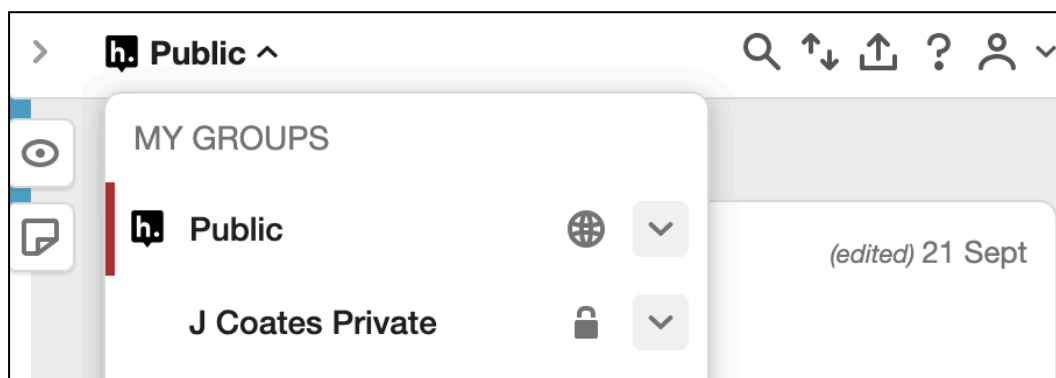 h. Public
MY GROUPS
h. Public
(edited) 21 Sept
J Coates Private